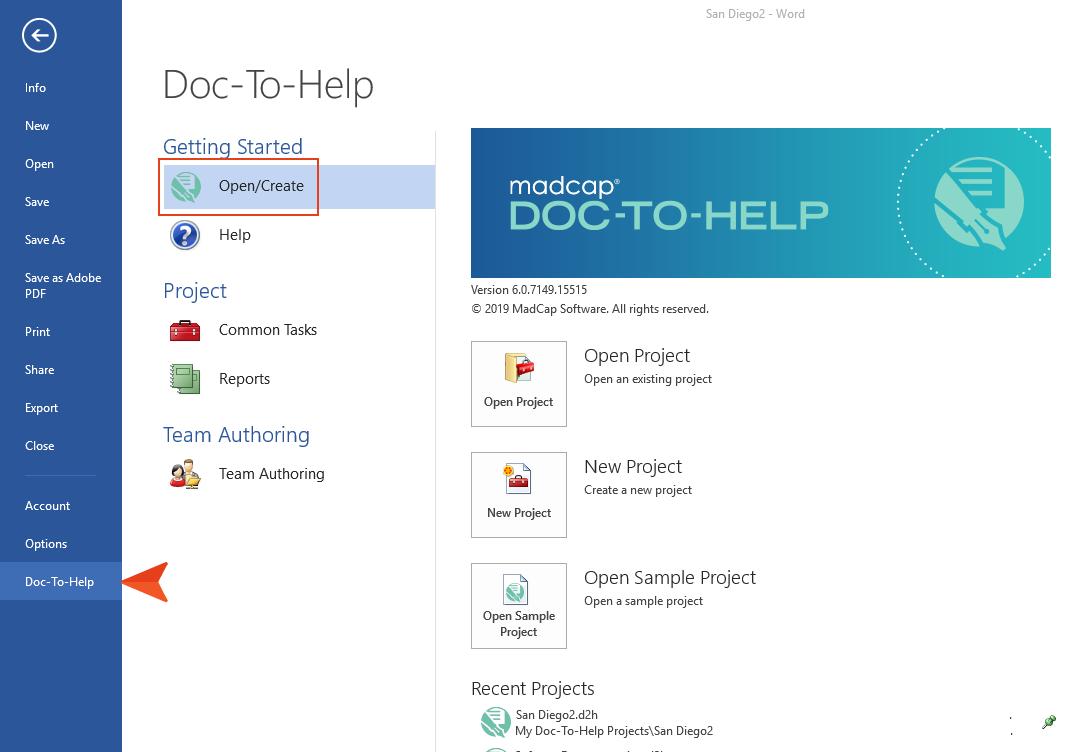 San Diego2 - Word
Info
New
Open
Save
Save As
Save as Adobe
PDF
Print
Share
Export
Close
Account
Options
Doc-To-Help
Doc-To-Help
Getting Started
Open/Create
Help
Project
Common Tasks
Reports
Team Authoring
Team Authoring
madcap®
DOC-TO-HELP
Version 6.0.7149.15515
© 2019 MadCap Software. All rights reserved.
Open Project
Open Project
Open an existing project
New Project
New Project
Create a new project
Open Sample
Project
Open Sample Project
Open a sample project
Recent Projects
San Diego2.d2h
My Doc-To-Help Projects\San Diego2